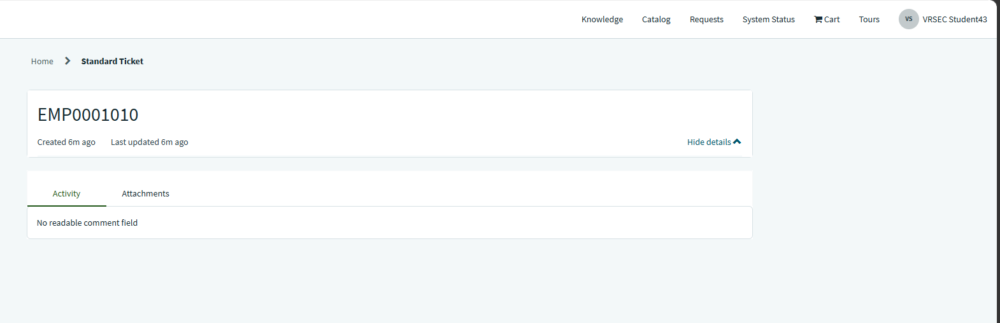 Knowledge Catalog Requests System Status Cart Tours VS VRSEC Student43
Home Standard Ticket
EMP0001010
Created 6m ago Last updated 6m ago Hide details
Activity Attachments
No readable comment field